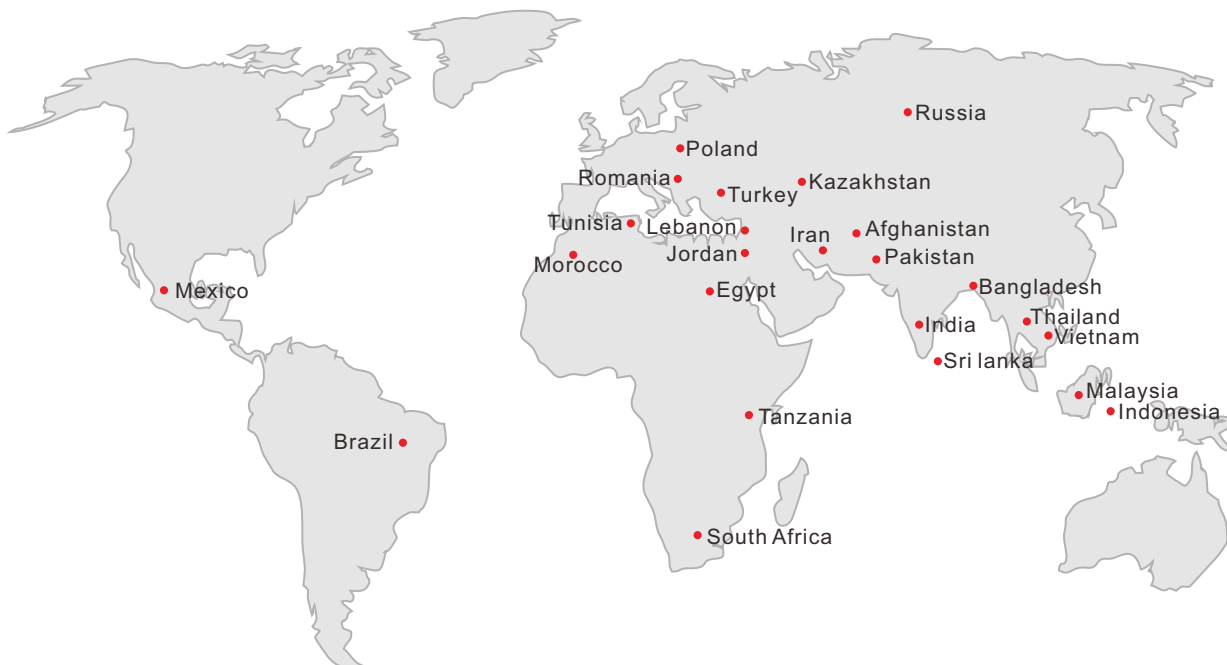 Russia
Poland
Romania
Kazakhstan
Turkey
Tunisia
Lebanon
Afghanistan
Iran
Jordan
Pakistan
Morocco
Bangladesh
Egypt
Mexico
Thailand
India
Vietnam
Sri lanka
Malaysia
Indonesia
Tanzania
Brazil
South Africa